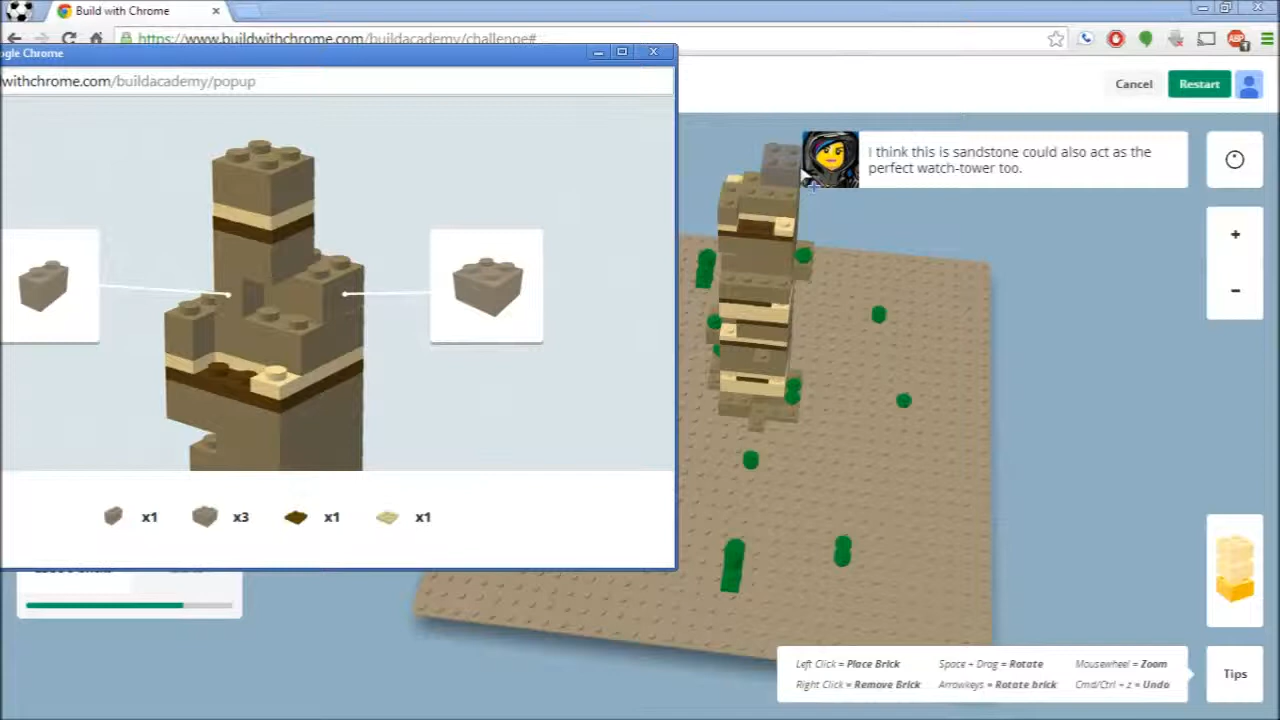 Build with Chrome
https://www.buildwithchrome.com/buildacademy/challenge#
ogle Chrome
withchrome.com/buildacademy/popup
Cancel
Restart
I think this is sandstone could also act as the
perfect watch-tower too.
+
−
x1
x3
x1
x1
Left Click = Place Brick
Space + Drag = Rotate
Mousewheel = Zoom
Right Click = Remove Brick
Arrowkeys = Rotate brick
Cmd/Ctrl + z = Undo
Tips